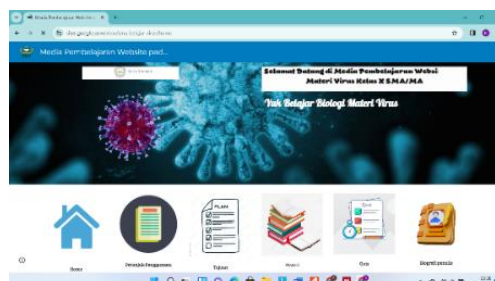 Media Pembelajaran Website pad...
Selamat Datang di Media Pembelajaran Websi
Materi Virus Kelas X SMA/MA
Yuk Belajar Biologi Materi Virus
PLAN
Quiz
Home
Petunjuk Penggunaan
Tujuan
Materi
Quiz
Biografi penulis